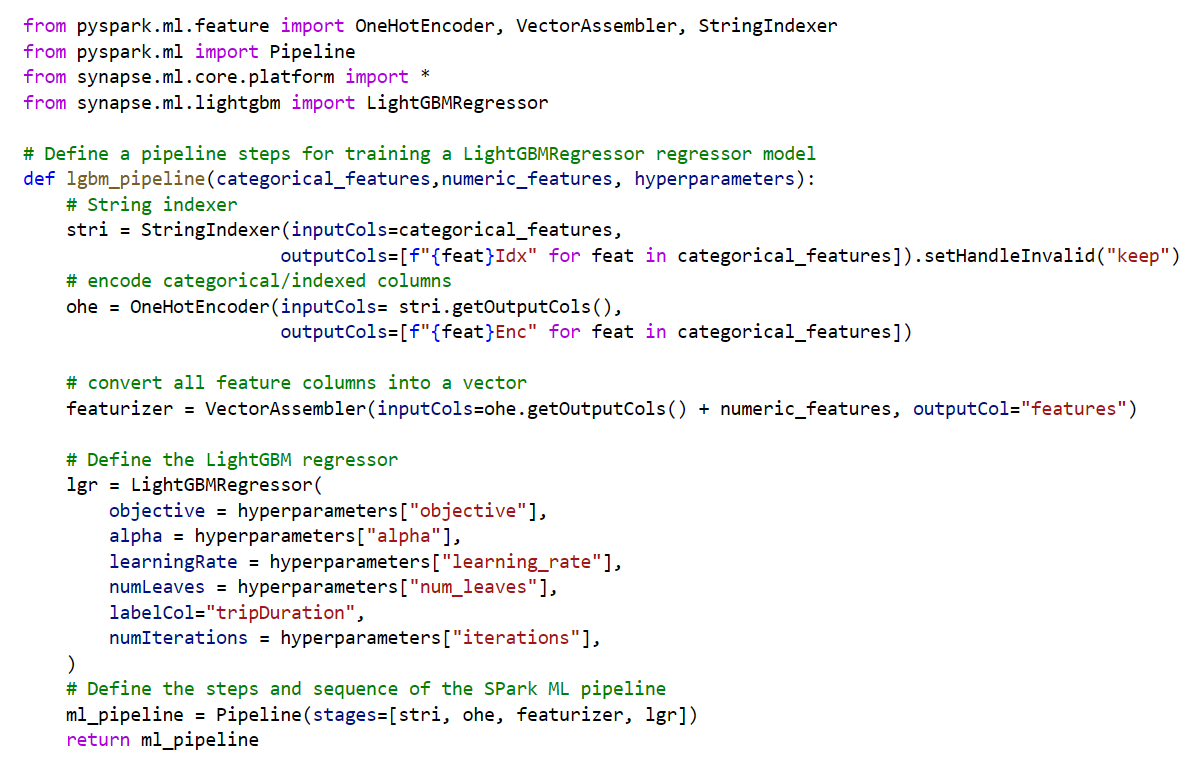 from pyspark.ml.feature import OneHotEncoder, VectorAssembler, StringIndexer
from pyspark.ml import Pipeline
from synapse.ml.core.platform import *
from synapse.ml.lightgbm import LightGBMRegressor

# Define a pipeline steps for training a LightGBMRegressor regressor model
def lgbm_pipeline(categorical_features,numeric_features, hyperparameters):
    # String indexer
    stri = StringIndexer(inputCols=categorical_features,
                        outputCols=[f"{feat}Idx" for feat in categorical_features]).setHandleInvalid("keep")
    # encode categorical/indexed columns
    ohe = OneHotEncoder(inputCols= stri.getOutputCols(),
                        outputCols=[f"{feat}Enc" for feat in categorical_features])

    # convert all feature columns into a vector
    featurizer = VectorAssembler(inputCols=ohe.getOutputCols() + numeric_features, outputCol="features")

    # Define the LightGBM regressor
    lgr = LightGBMRegressor(
        objective = hyperparameters["objective"],
        alpha = hyperparameters["alpha"],
        learningRate = hyperparameters["learning_rate"],
        numLeaves = hyperparameters["num_leaves"],
        labelCol="tripDuration",
        numIterations = hyperparameters["iterations"],
    )
    # Define the steps and sequence of the SPark ML pipeline
    ml_pipeline = Pipeline(stages=[stri, ohe, featurizer, lgr])
    return ml_pipeline